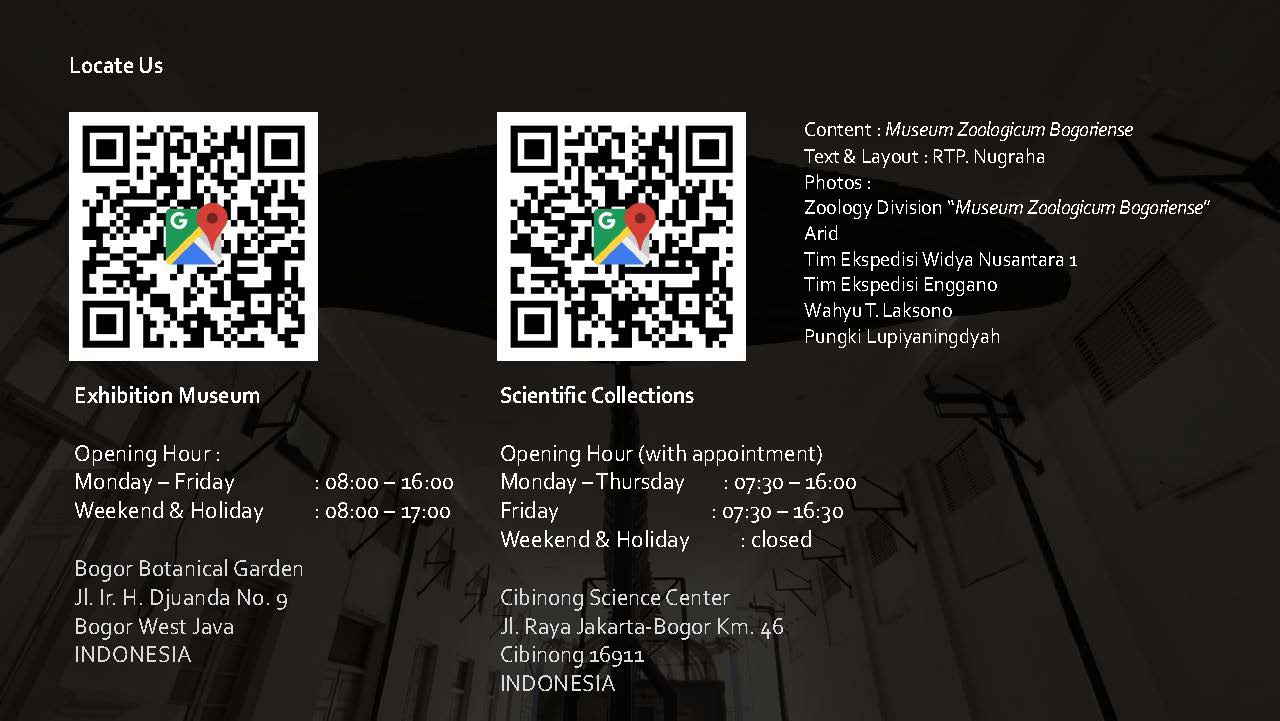 Locate Us
Content : Museum Zoologicum Bogoriense
Text & Layout : RTP. Nugraha
Photos :
Zoology Division “Museum Zoologicum Bogoriense”
Arid
Tim Ekspedisi Widya Nusantara 1
Tim Ekspedisi Enggano
Wahyu T. Laksono
Pungki Lupiyaningdyah
G
G
Exhibition Museum
Opening Hour :
Monday – Friday : 08:00 – 16:00
Weekend & Holiday : 08:00 – 17:00
Bogor Botanical Garden
Jl. Ir. H. Djuanda No. 9
Bogor West Java
INDONESIA
Scientific Collections
Opening Hour (with appointment)
Monday – Thursday : 07:30 – 16:00
Friday : 07:30 – 16:30
Weekend & Holiday : closed
Cibinong Science Center
Jl. Raya Jakarta-Bogor Km. 46
Cibinong 16911
INDONESIA